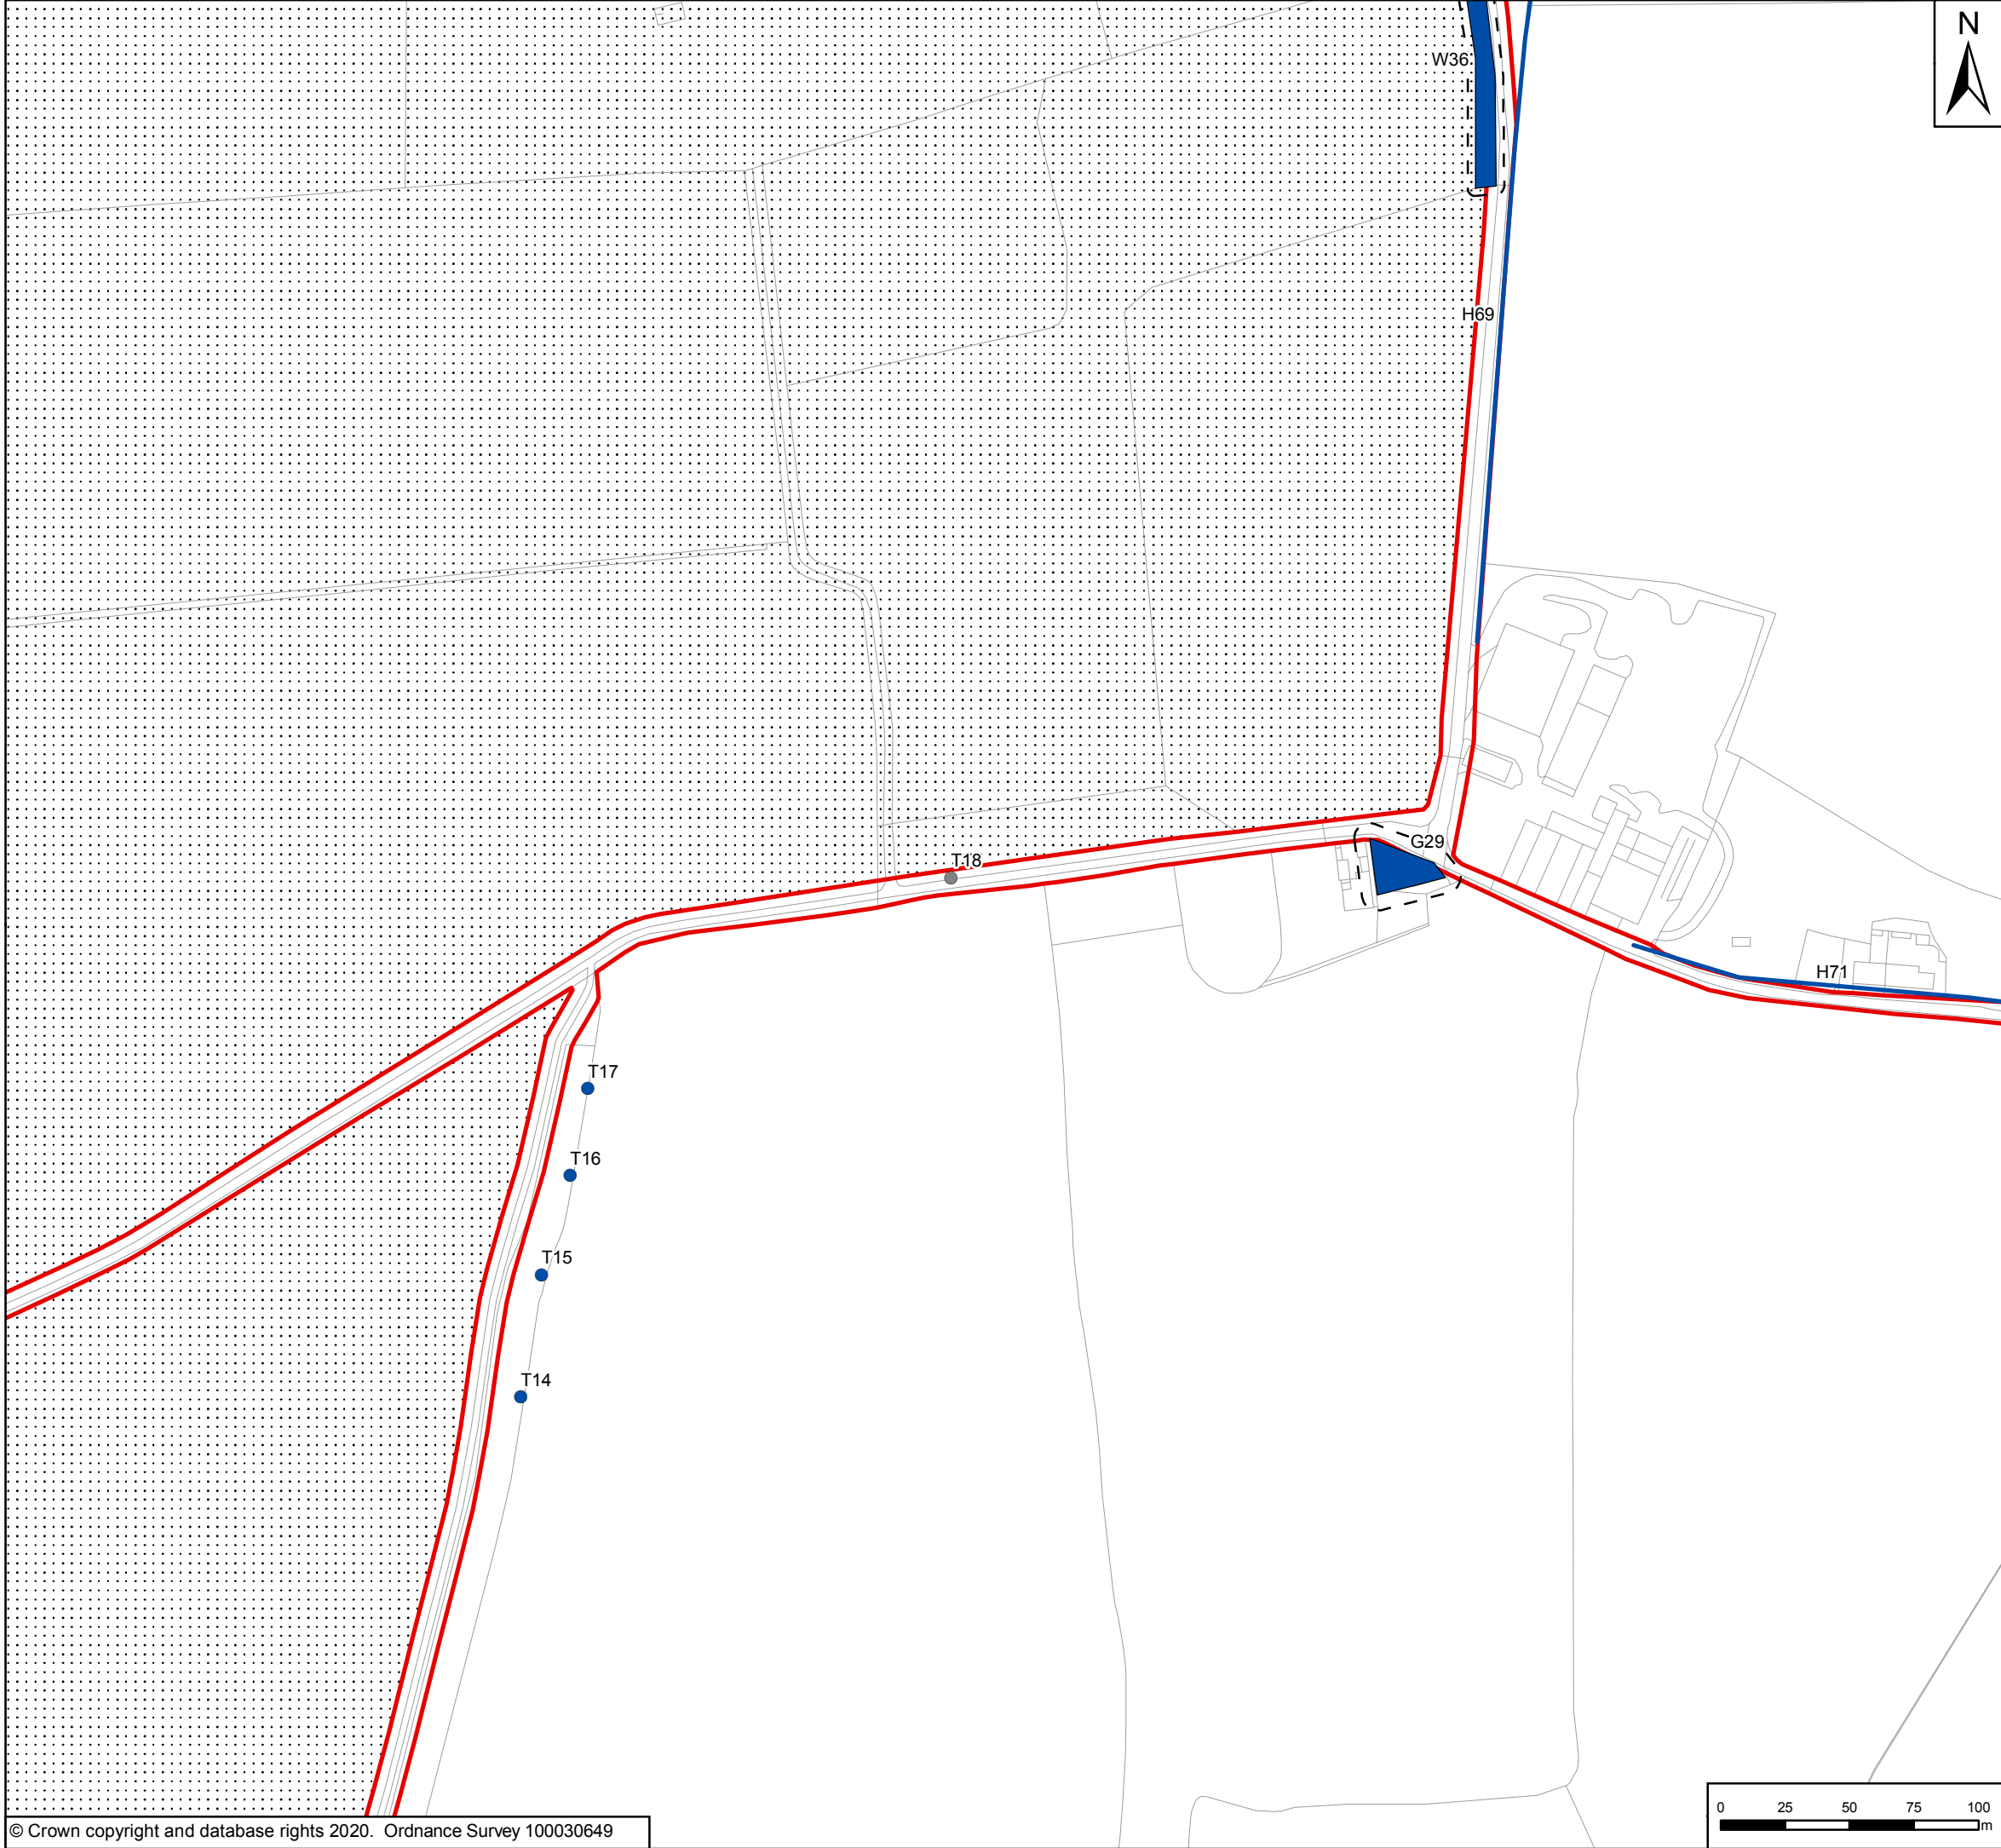 N
W36
H69
G29
T18
H71
T17
T16
T15
T14
0 25 50 75 100
m
© Crown copyright and database rights 2020. Ordnance Survey 100030649